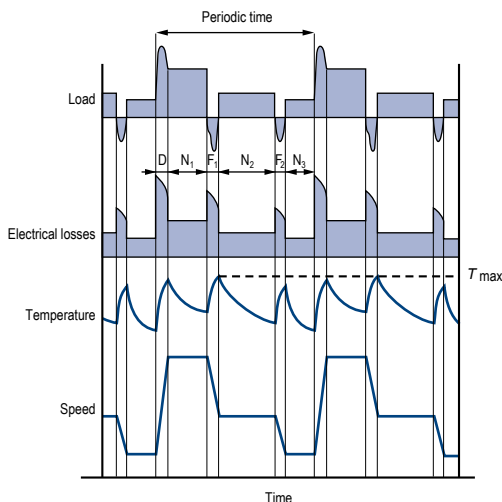 Periodic time
Load
D N₁ F₁ N₂ F₂ N₃
Electrical losses
T max
Temperature
Speed
Time